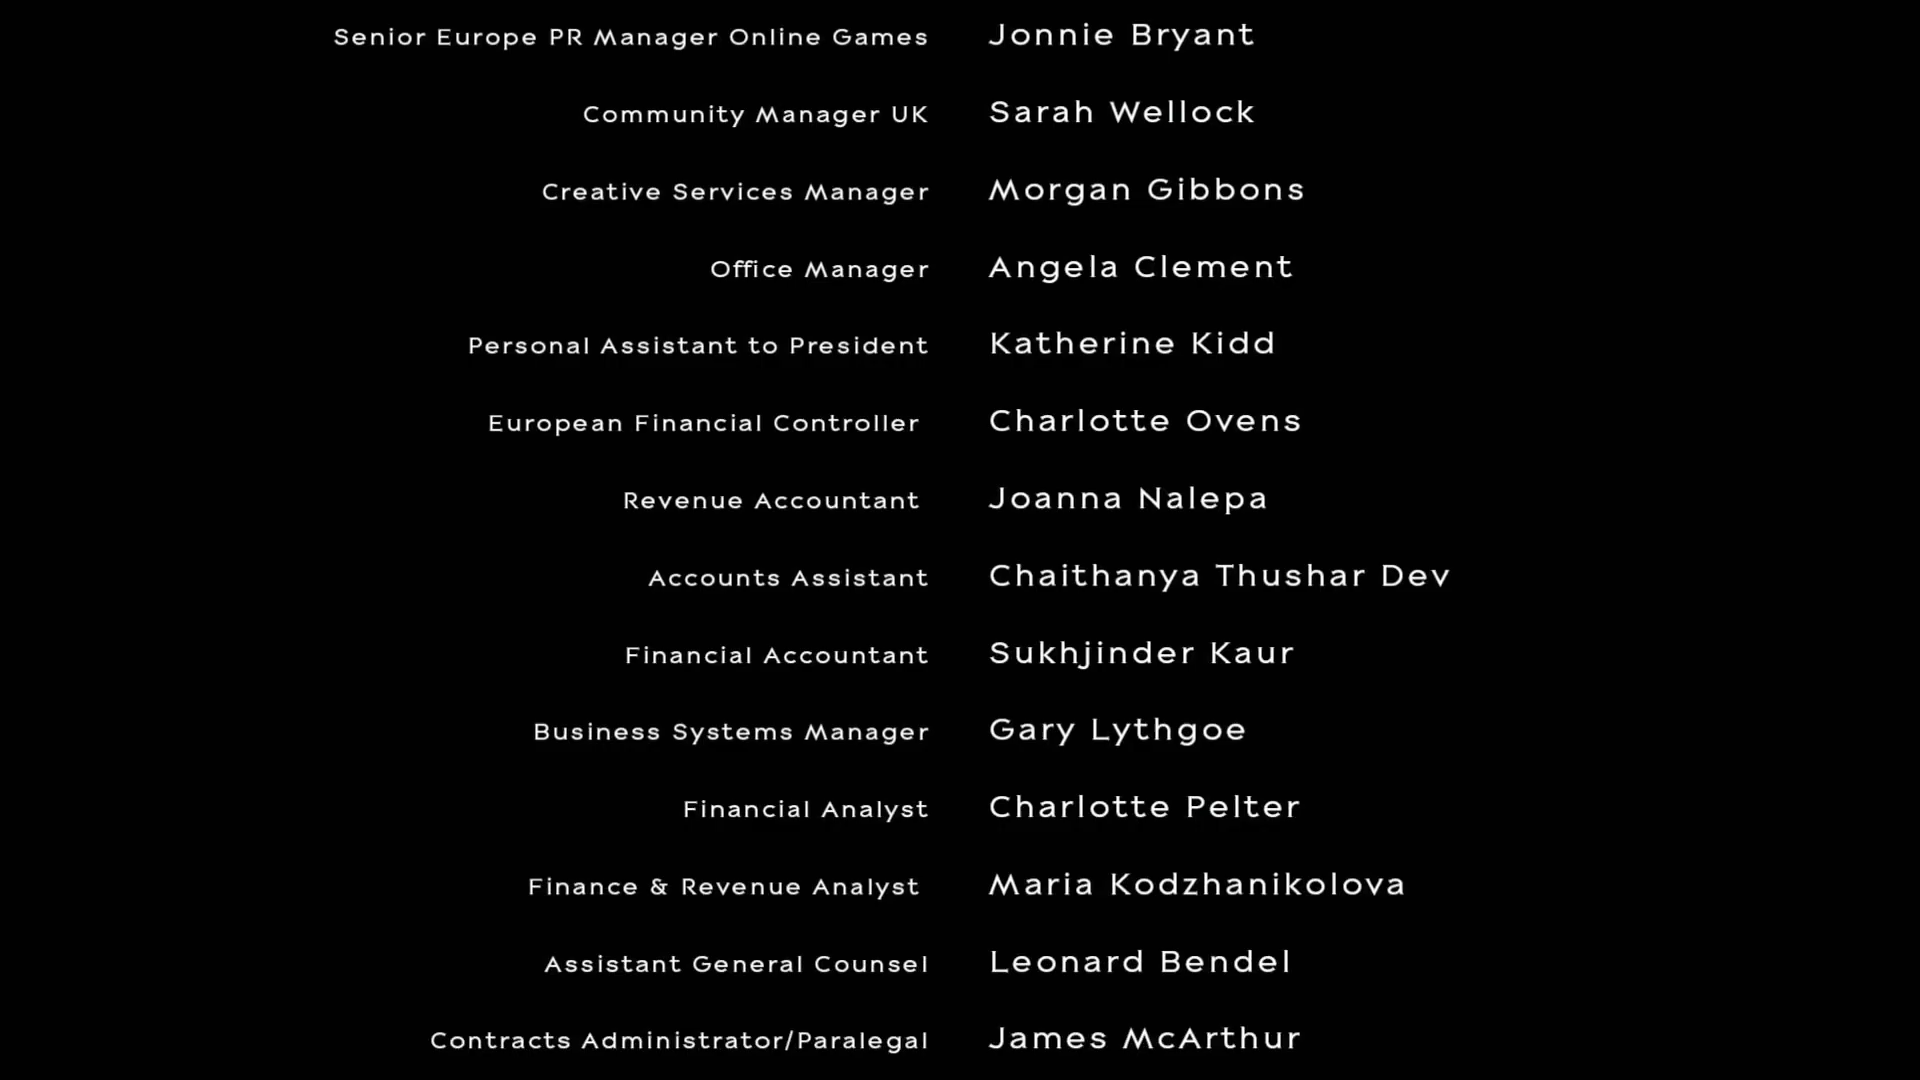 Senior Europe PR Manager Online Games Jonnie Bryant
Community Manager UK Sarah Wellock
Creative Services Manager Morgan Gibbons
Office Manager Angela Clement
Personal Assistant to President Katherine Kidd
European Financial Controller Charlotte Ovens
Revenue Accountant Joanna Nalepa
Accounts Assistant Chaithanya Thushar Dev
Financial Accountant Sukhjinder Kaur
Business Systems Manager Gary Lythgoe
Financial Analyst Charlotte Pelter
Finance & Revenue Analyst Maria Kodzhanikolova
Assistant General Counsel Leonard Bendel
Contracts Administrator/Paralegal James McArthur